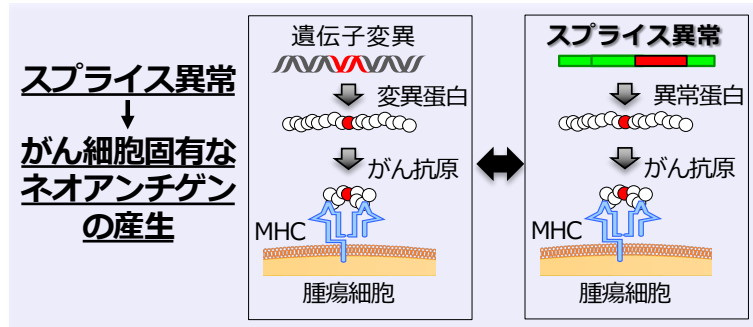 スプライス異常
がん細胞固有な
ネオアンチゲン
の産生
遺伝子変異
変異蛋白
がん抗原
MHC
腫瘍細胞
スプライス異常
異常蛋白
がん抗原
MHC
腫瘍細胞